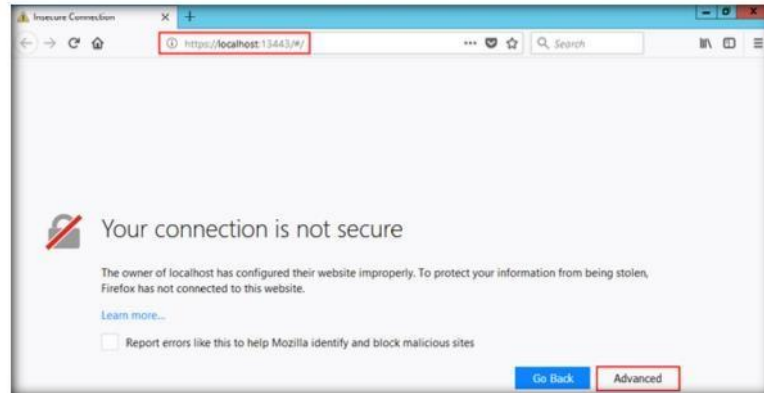 Insecure Connection
https://localhost:13443/#/
Search
Your connection is not secure
The owner of localhost has configured their website improperly. To protect your information from being stolen,
Firefox has not connected to this website.
Learn more...
Report errors like this to help Mozilla identify and block malicious sites
Go Back Advanced